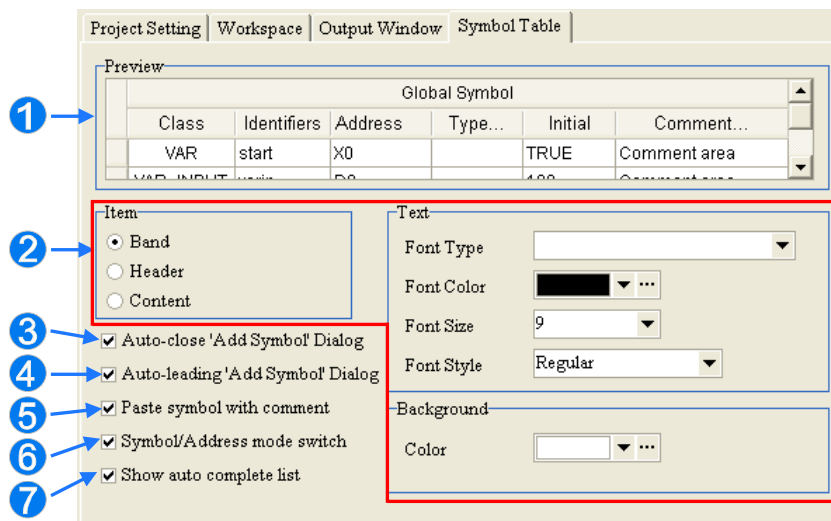 Project Setting Workspace Output Window Symbol Table
Preview
Global Symbol
1
Class Identifiers Address Type... Initial Comment...
VAR start X0 TRUE Comment area
Item
Text
2
Band
Font Type
Header
Font Color
Content
Font Size 9
3
Auto-close 'Add Symbol' Dialog
Font Style Regular
4
Auto-leading 'Add Symbol' Dialog
5
Paste symbol with comment
Background
6
Symbol/Address mode switch
Color
7
Show auto complete list